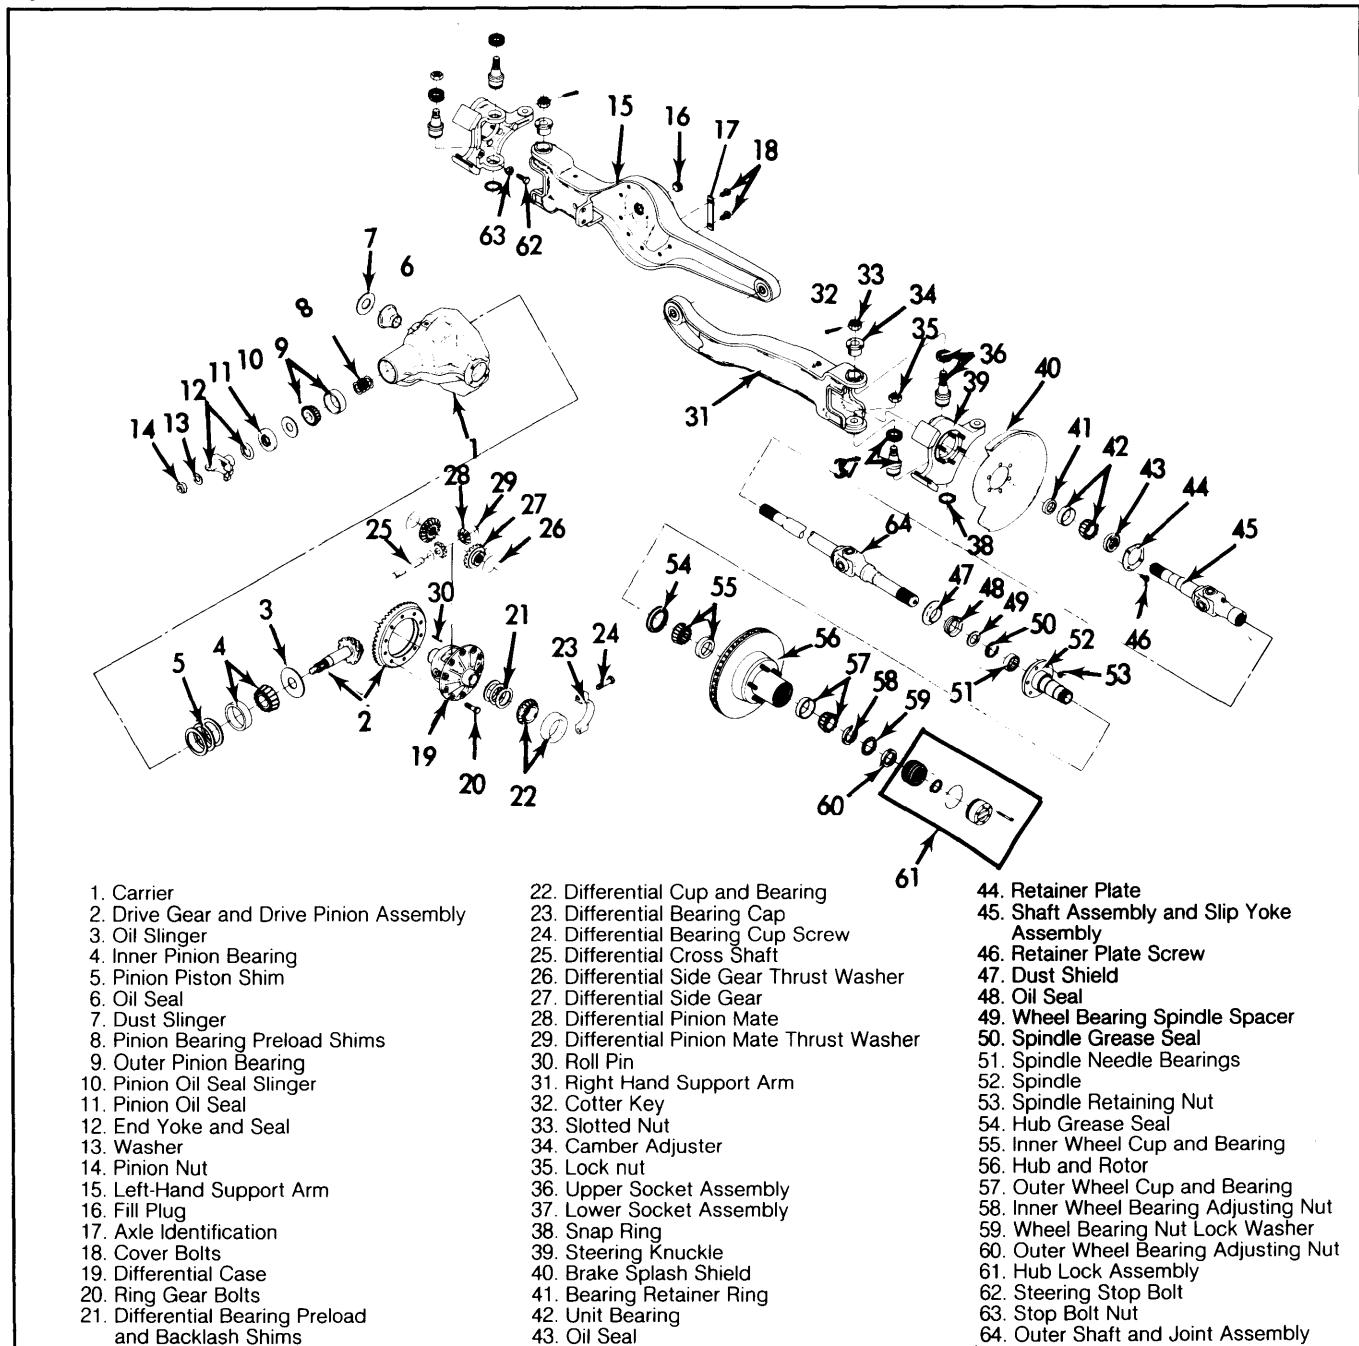 15
16
17
18
63
62
7
6
8
9
10
11
12
13
14
1
32
33
34
35
36
39
40
31
37
38
41
42
43
44
45
46
28
29
27
26
25
30
64
3
4
5
2
21
24
23
19
20
22
54
55
56
47
48
49
50
51
52
53
57
58
59
60
61
1. Carrier
2. Drive Gear and Drive Pinion Assembly
3. Oil Slinger
4. Inner Pinion Bearing
5. Pinion Piston Shim
6. Oil Seal
7. Dust Slinger
8. Pinion Bearing Preload Shims
9. Outer Pinion Bearing
10. Pinion Oil Seal Slinger
11. Pinion Oil Seal
12. End Yoke and Seal
13. Washer
14. Pinion Nut
15. Left-Hand Support Arm
16. Fill Plug
17. Axle Identification
18. Cover Bolts
19. Differential Case
20. Ring Gear Bolts
21. Differential Bearing Preload
and Backlash Shims
22. Differential Cup and Bearing
23. Differential Bearing Cap
24. Differential Bearing Cup Screw
25. Differential Cross Shaft
26. Differential Side Gear Thrust Washer
27. Differential Side Gear
28. Differential Pinion Mate
29. Differential Pinion Mate Thrust Washer
30. Roll Pin
31. Right Hand Support Arm
32. Cotter Key
33. Slotted Nut
34. Camber Adjuster
35. Lock nut
36. Upper Socket Assembly
37. Lower Socket Assembly
38. Snap Ring
39. Steering Knuckle
40. Brake Splash Shield
41. Bearing Retainer Ring
42. Unit Bearing
43. Oil Seal
44. Retainer Plate
45. Shaft Assembly and Slip Yoke
Assembly
46. Retainer Plate Screw
47. Dust Shield
48. Oil Seal
49. Wheel Bearing Spindle Spacer
50. Spindle Grease Seal
51. Spindle Needle Bearings
52. Spindle
53. Spindle Retaining Nut
54. Hub Grease Seal
55. Inner Wheel Cup and Bearing
56. Hub and Rotor
57. Outer Wheel Cup and Bearing
58. Inner Wheel Bearing Adjusting Nut
59. Wheel Bearing Nut Lock Washer
60. Outer Wheel Bearing Adjusting Nut
61. Hub Lock Assembly
62. Steering Stop Bolt
63. Stop Bolt Nut
64. Outer Shaft and Joint Assembly